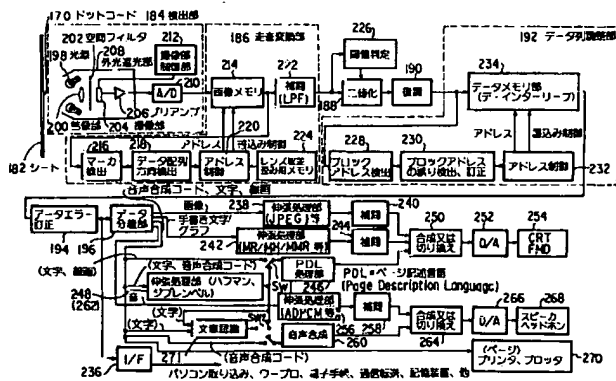 170 ドットコード 184 検出部
202 空間フィルタ
198 光源
208
外光遮光部
212
撮像部
制御部
210
A/D
206
プリアンプ
200 結像部 204 撮像部
182 シート
186 走査変換部
214
画像メモリ
222
補間
(LPF)
アドレス
220
書込み制御
216
マーカ
検出
218
データ配列
方向検出
アドレス
制御
224
レンズ収差
歪み用メモリ
226
閾値判定
188
二値化
190
復調
192 データ列調整部
234
データメモリ部
(デ・インターリーブ)
アドレス
書込み制御
228
ブロック
アドレス検出
230
ブロックアドレス
の誤り検出、訂正
アドレス制御
232
音声合成コード、文字、線画
データエラー
訂正
194
データ
分離部
196
画像
手書き文字/
グラフ
238
伸張処理部
(JPEG)等
補間
240
242
伸張処理部
(MR/MH/MMR 等)
244
補間
250
合成又は
切り換え
252
D/A
254
CRT
FMD
(文字、線画)
PDL
処理部
246
PDL=ページ記述言語
(Page Description Language)
248
(262)
(文字、音声合成コード)
伸張処理部(ハフマン、
ジブレンペル)
SW1
伸張処理部
(ADPCM 等)
256
補間
258
合成又は
切り換え
264
D/A
266
スピーカ
ヘッドホン
268
(文字)
(文字)
文章認識
SW2
音声合成
260
271
(音声合成コード)
(ページ)
プリンタ、プロッタ
270
I/F
236
パソコン取り込み、ワープロ、電子手帳、通信転送、記憶装置、他